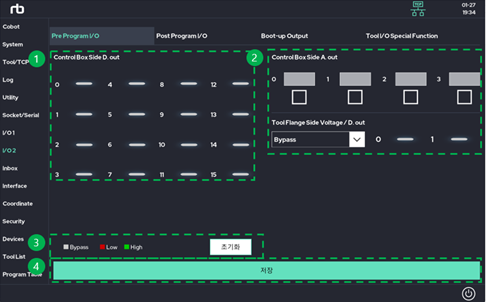 rb
TCP
01-27
19:34
Cobot
System
Tool/TCP
Log
Utility
Socket/Serial
I/O 1
I/O 2
Inbox
Interface
Coordinate
Security
Devices
Tool List
Program Table
Pre Program I/O
Post Program I/O
Boot-up Output
Tool I/O Special Function
1
Control Box Side D. out
0 4 8 12
1 5 9 13
2 6 10 14
3 7 11 15
2
Control Box Side A. out
0 1 2 3
Tool Flange Side Voltage / D. out
Bypass 0 1
3
Bypass Low High 초기화
4
저장